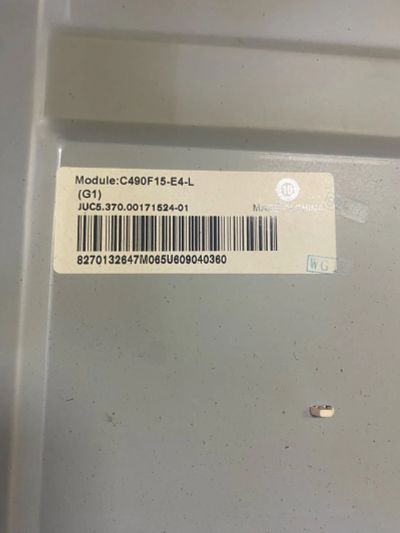 Module:C490F15-E4-L
(G1)
JUC5.370.00171524-01
MADE IN CHINA
8270132647M065U609040360
WG